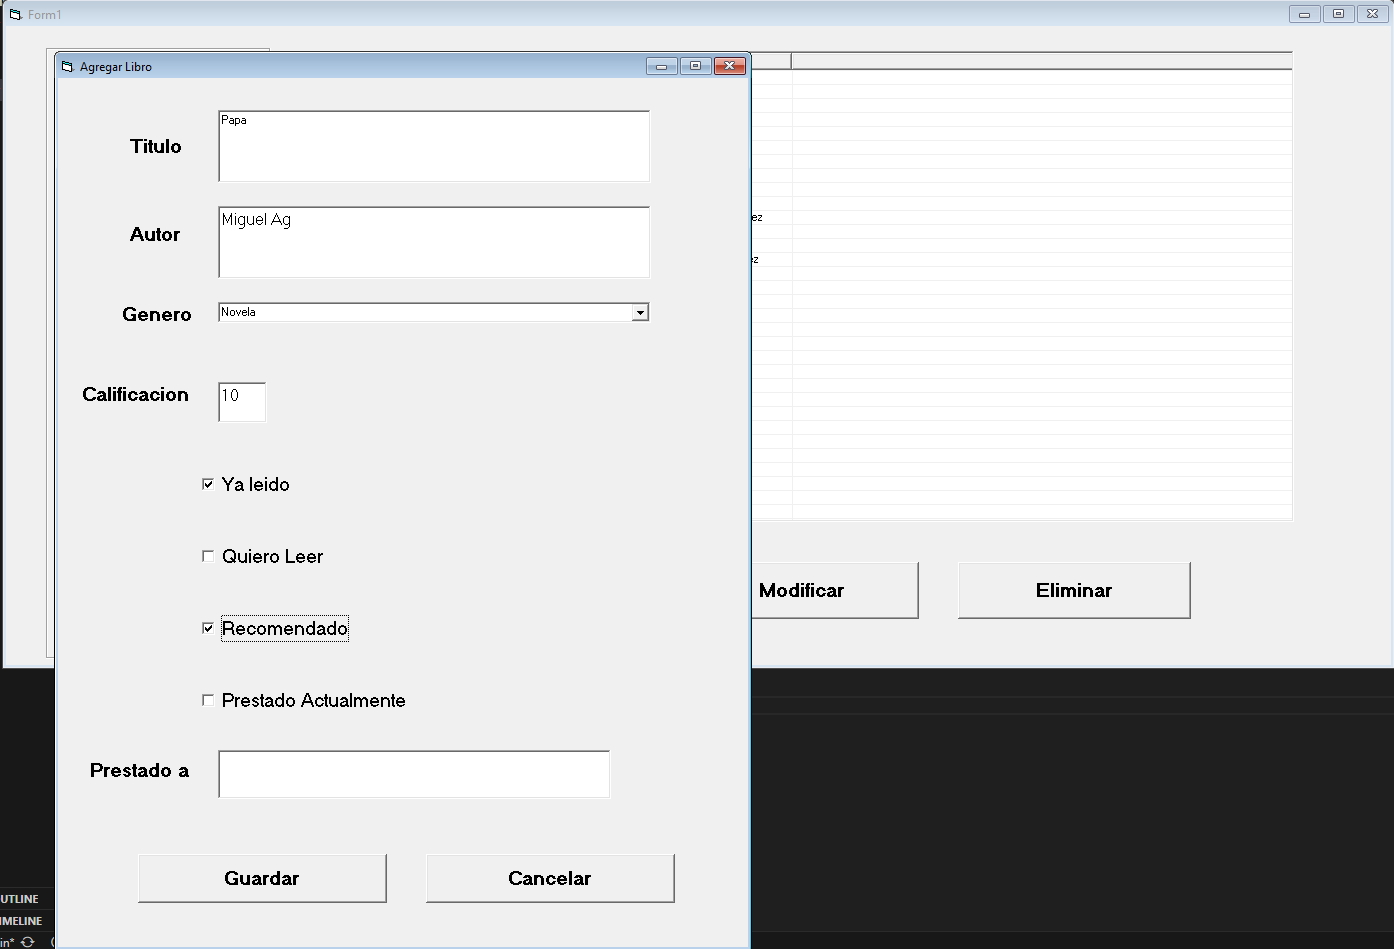 Form1
Agregar Libro
Titulo
Papa
Autor
Miguel Ag
Genero
Novela
Calificacion
10
Ya leido
Quiero Leer
Recomendado
Prestado Actualmente
Prestado a
Guardar
Cancelar
ez
ez
Modificar
Eliminar
UTLINE
IMELINE
in*